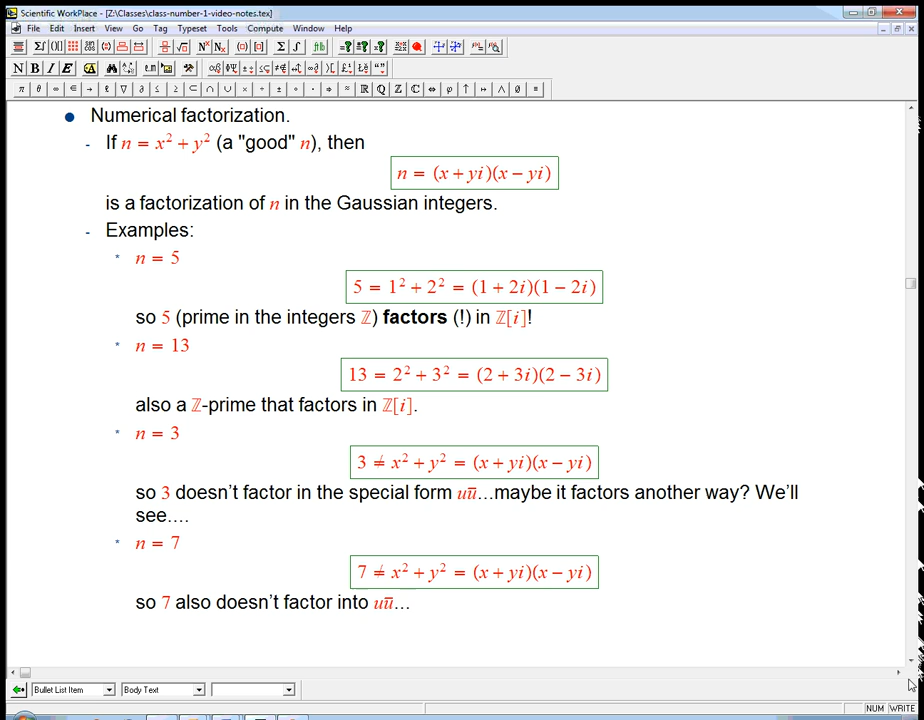 Scientific WorkPlace - [Z:\Classes\class-number-1-video-notes.tex]
File Edit Insert View Go Tag Typeset Tools Compute Window Help
• Numerical factorization.
- If n = x² + y² (a "good" n), then
n = (x + yi)(x − yi)
is a factorization of n in the Gaussian integers.
- Examples:
* n = 5
5 = 1² + 2² = (1 + 2i)(1 − 2i)
so 5 (prime in the integers ℤ) factors (!) in ℤ[i]!
* n = 13
13 = 2² + 3² = (2 + 3i)(2 − 3i)
also a ℤ-prime that factors in ℤ[i].
* n = 3
3 ≠ x² + y² = (x + yi)(x − yi)
so 3 doesn't factor in the special form uū...maybe it factors another way? We'll
see....
* n = 7
7 ≠ x² + y² = (x + yi)(x − yi)
so 7 also doesn't factor into uū...
Bullet List Item Body Text
NUM WRITE